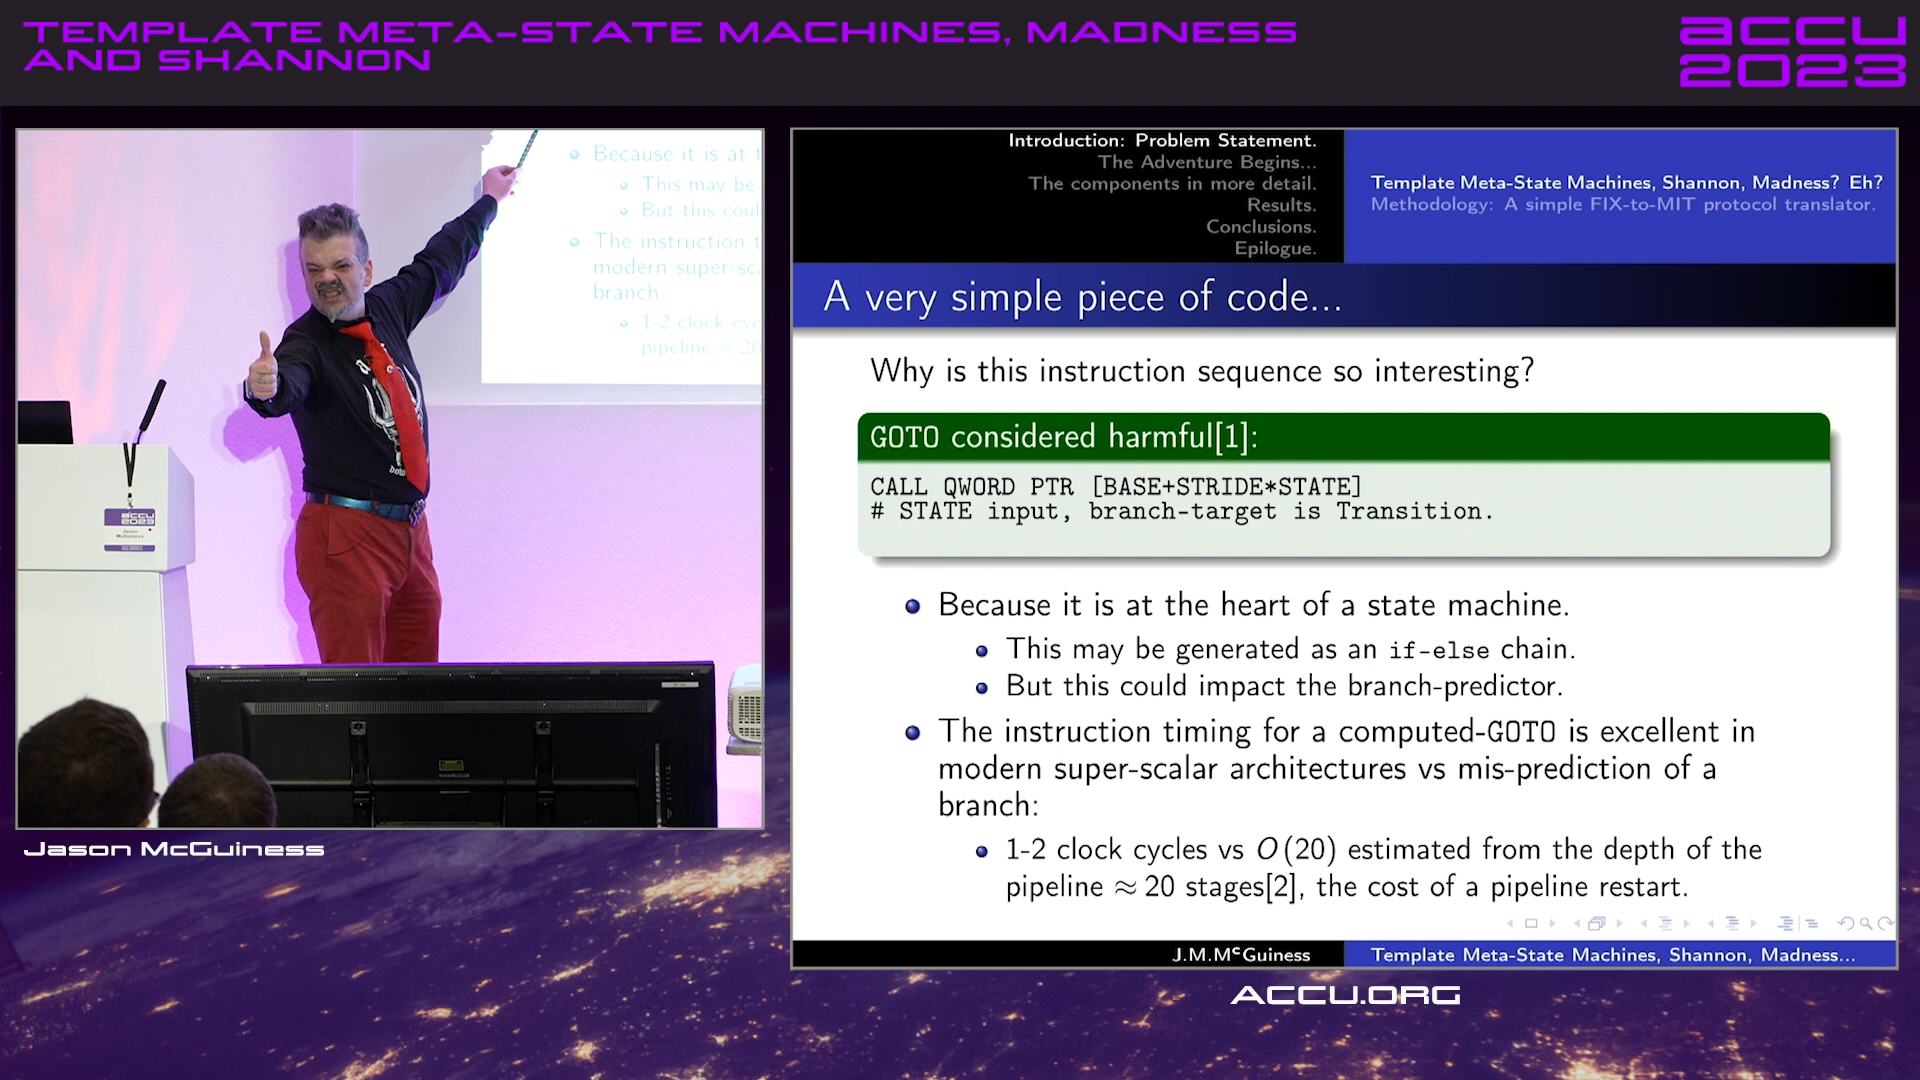 TEMPLATE META-STATE MACHINES, MADNESS
AND SHANNON
accu
2023
Because it is at t
This may be
But this coul
The instruction t
modern super-sc
branch
1-2 clock cyc
pipeline ≈ 20
accu
2023
Jason
McGuiness
Jason McGuiness
Introduction: Problem Statement.
The Adventure Begins...
The components in more detail.
Results.
Conclusions.
Epilogue.
Template Meta-State Machines, Shannon, Madness? Eh?
Methodology: A simple FIX-to-MIT protocol translator.
A very simple piece of code...
Why is this instruction sequence so interesting?
GOTO considered harmful[1]:
CALL QWORD PTR [BASE+STRIDE*STATE]
# STATE input, branch-target is Transition.
Because it is at the heart of a state machine.
This may be generated as an if-else chain.
But this could impact the branch-predictor.
The instruction timing for a computed-GOTO is excellent in
modern super-scalar architectures vs mis-prediction of a
branch:
1-2 clock cycles vs O(20) estimated from the depth of the
pipeline ≈ 20 stages[2], the cost of a pipeline restart.
J.M.McGuiness
Template Meta-State Machines, Shannon, Madness...
ACCU.ORG